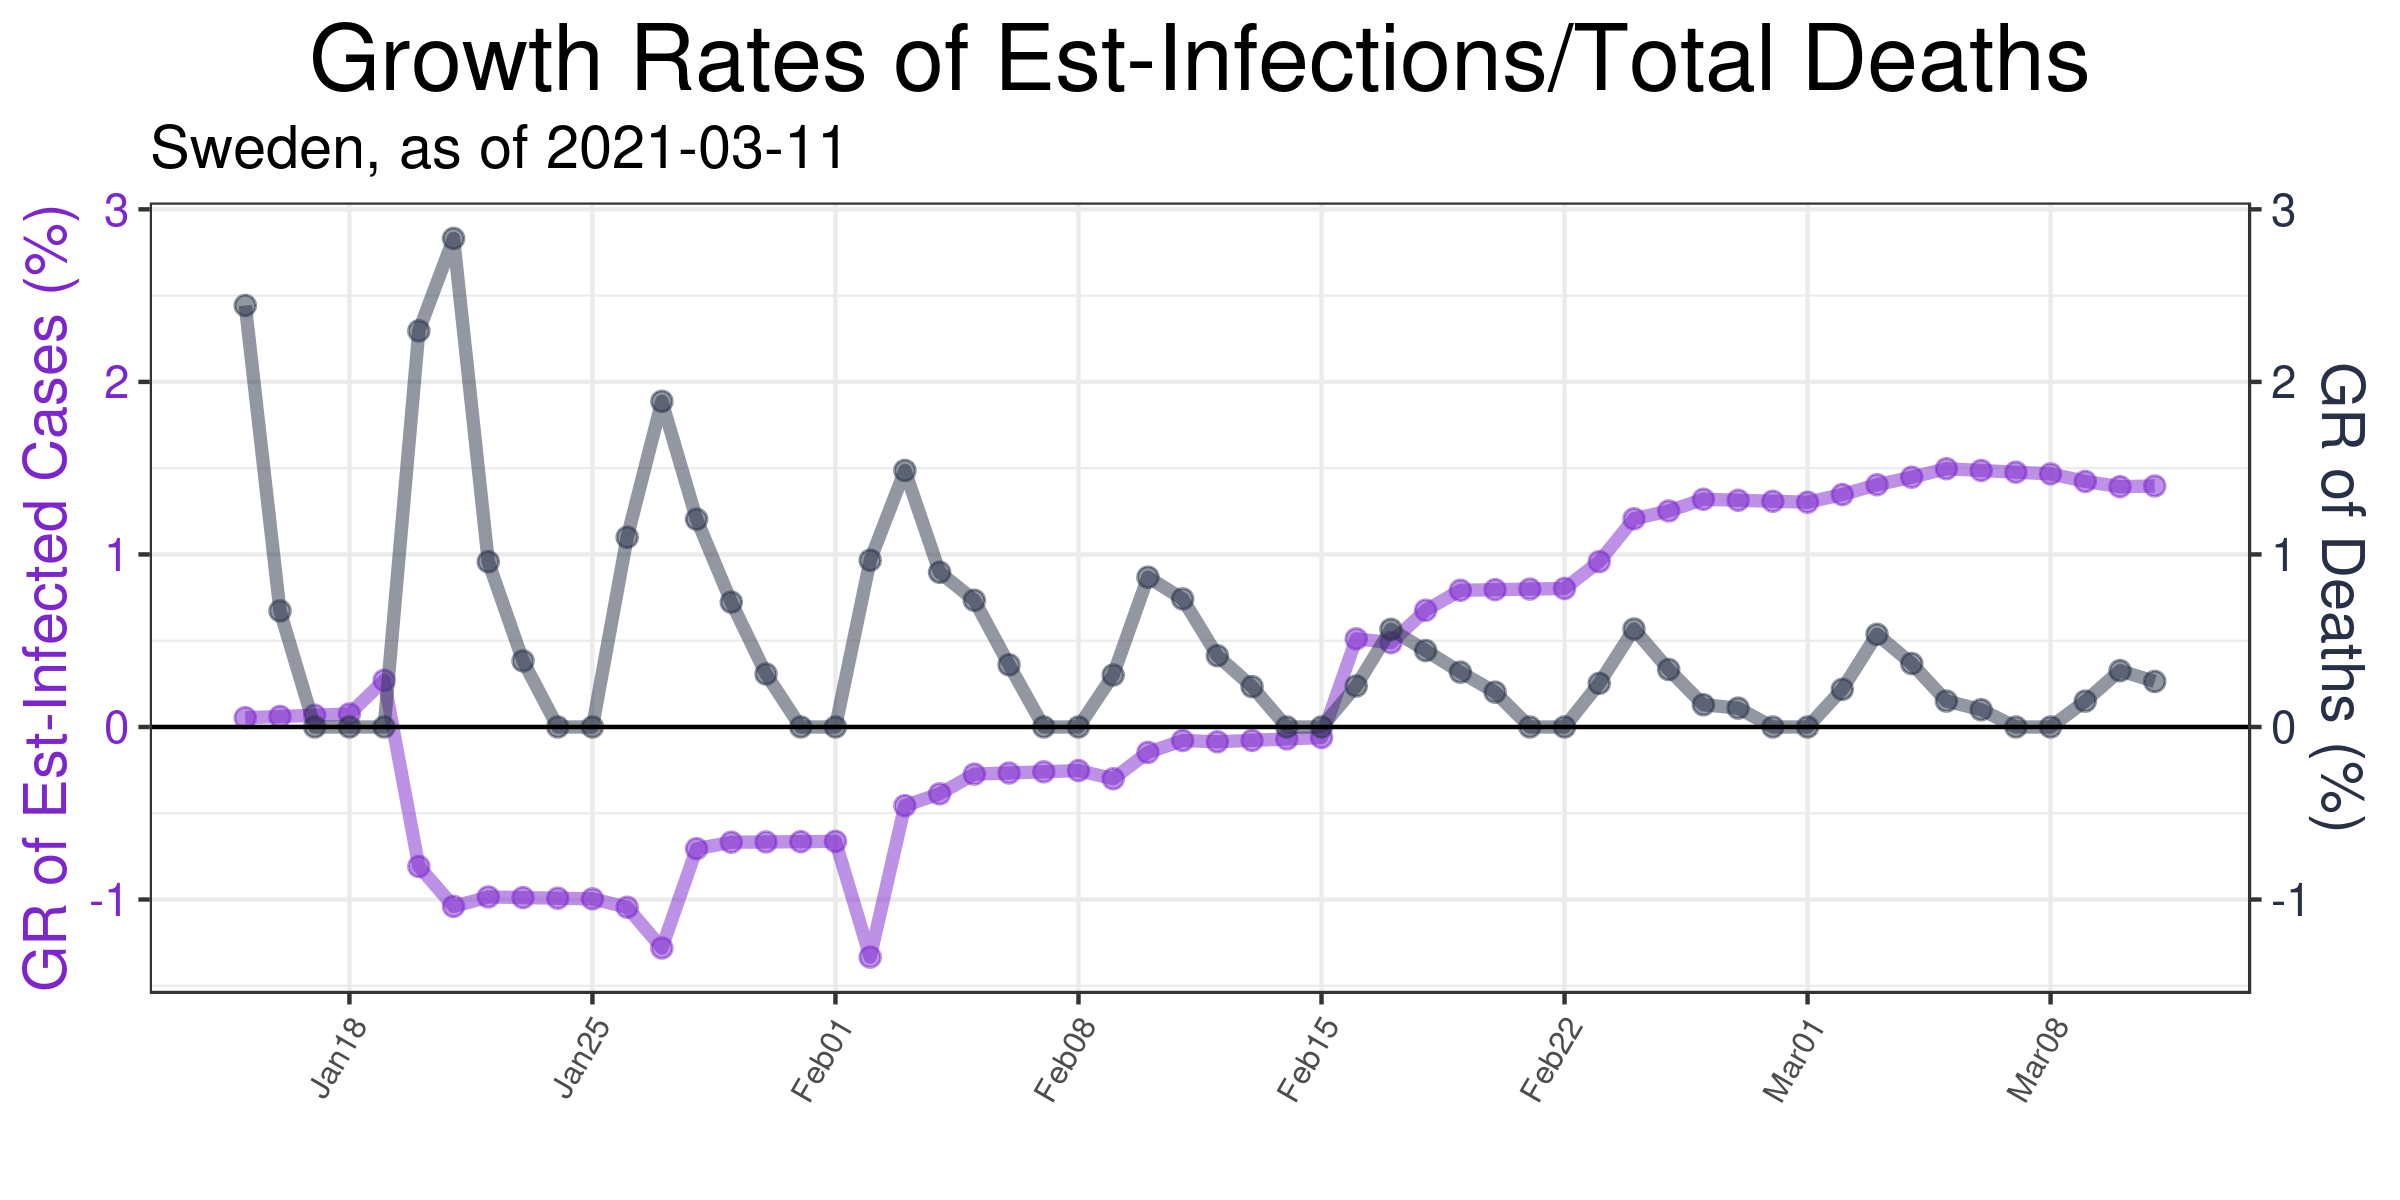 Growth Rates of Est-Infections/Total Deaths
Sweden, as of 2021-03-11
GR of Est-Infected Cases (%)
3
2
1
0
-1
3
2
1
0
-1
GR of Deaths (%)
Jan18
Jan25
Feb01
Feb08
Feb15
Feb22
Mar01
Mar08